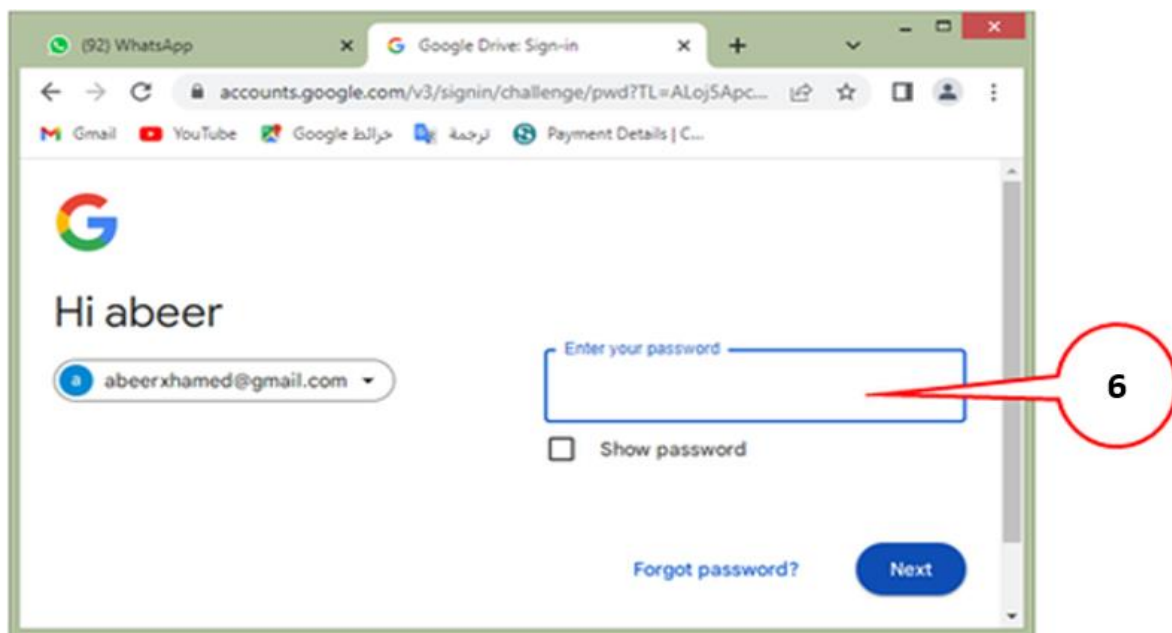 (92) WhatsApp
Google Drive: Sign-in
accounts.google.com/v3/signin/challenge/pwd?TL=ALojSApc...
Gmail
YouTube
خرائط Google
ترجمة
Payment Details | C...
Hi abeer
a abeerxhamed@gmail.com
Enter your password
6
Show password
Forgot password?
Next